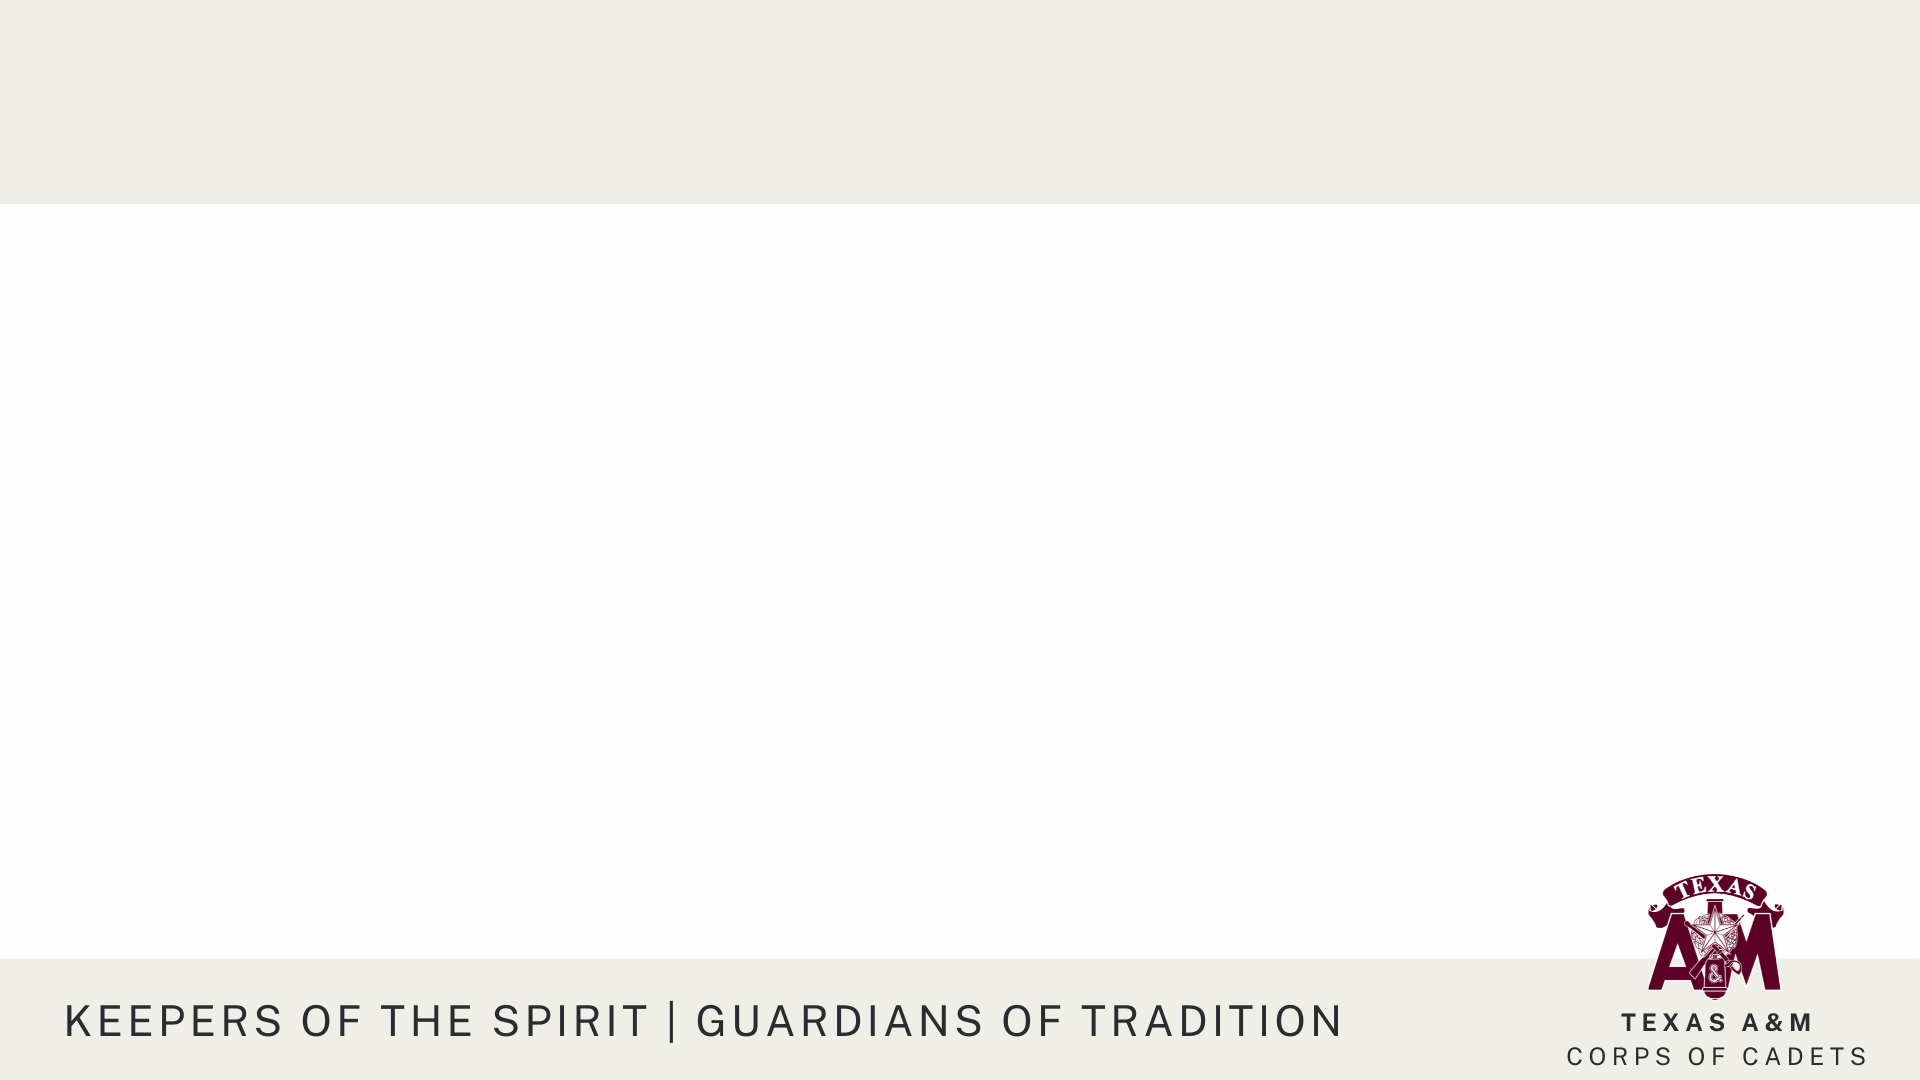 TEXAS
A&M
KEEPERS OF THE SPIRIT | GUARDIANS OF TRADITION
TEXAS A&M
CORPS OF CADETS